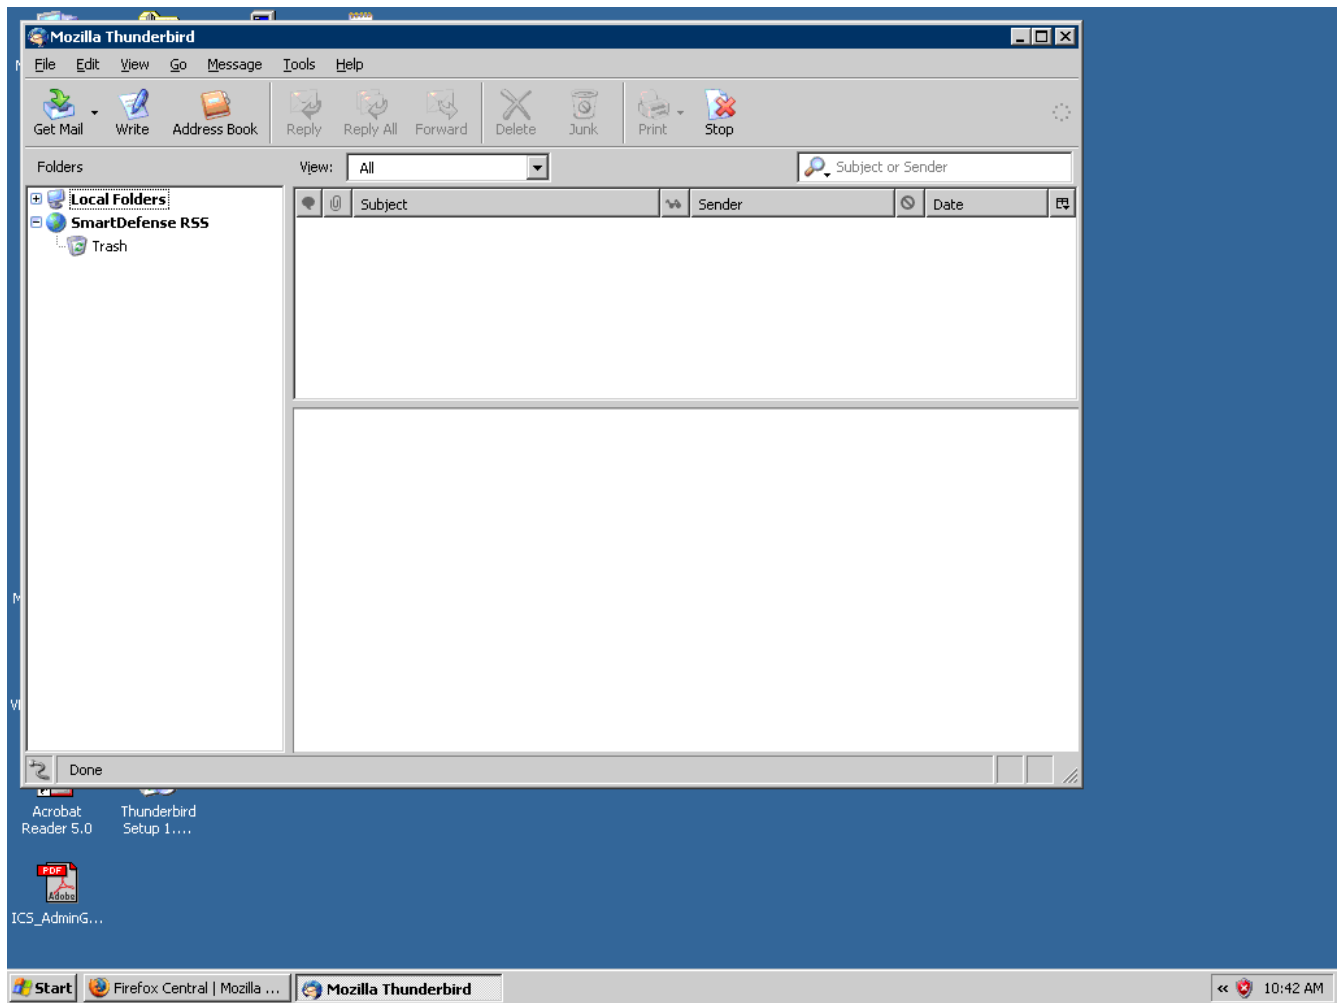 Mozilla Thunderbird
File Edit View Go Message Tools Help
Get Mail Write Address Book Reply Reply All Forward Delete Junk Print Stop
Folders View: All Subject or Sender
Local Folders
SmartDefense RSS
Trash
Subject Sender Date
Done
Acrobat Reader 5.0
Thunderbird Setup 1....
PDF
Adobe
ICS_AdminG...
Start Firefox Central | Mozilla ... Mozilla Thunderbird « 10:42 AM